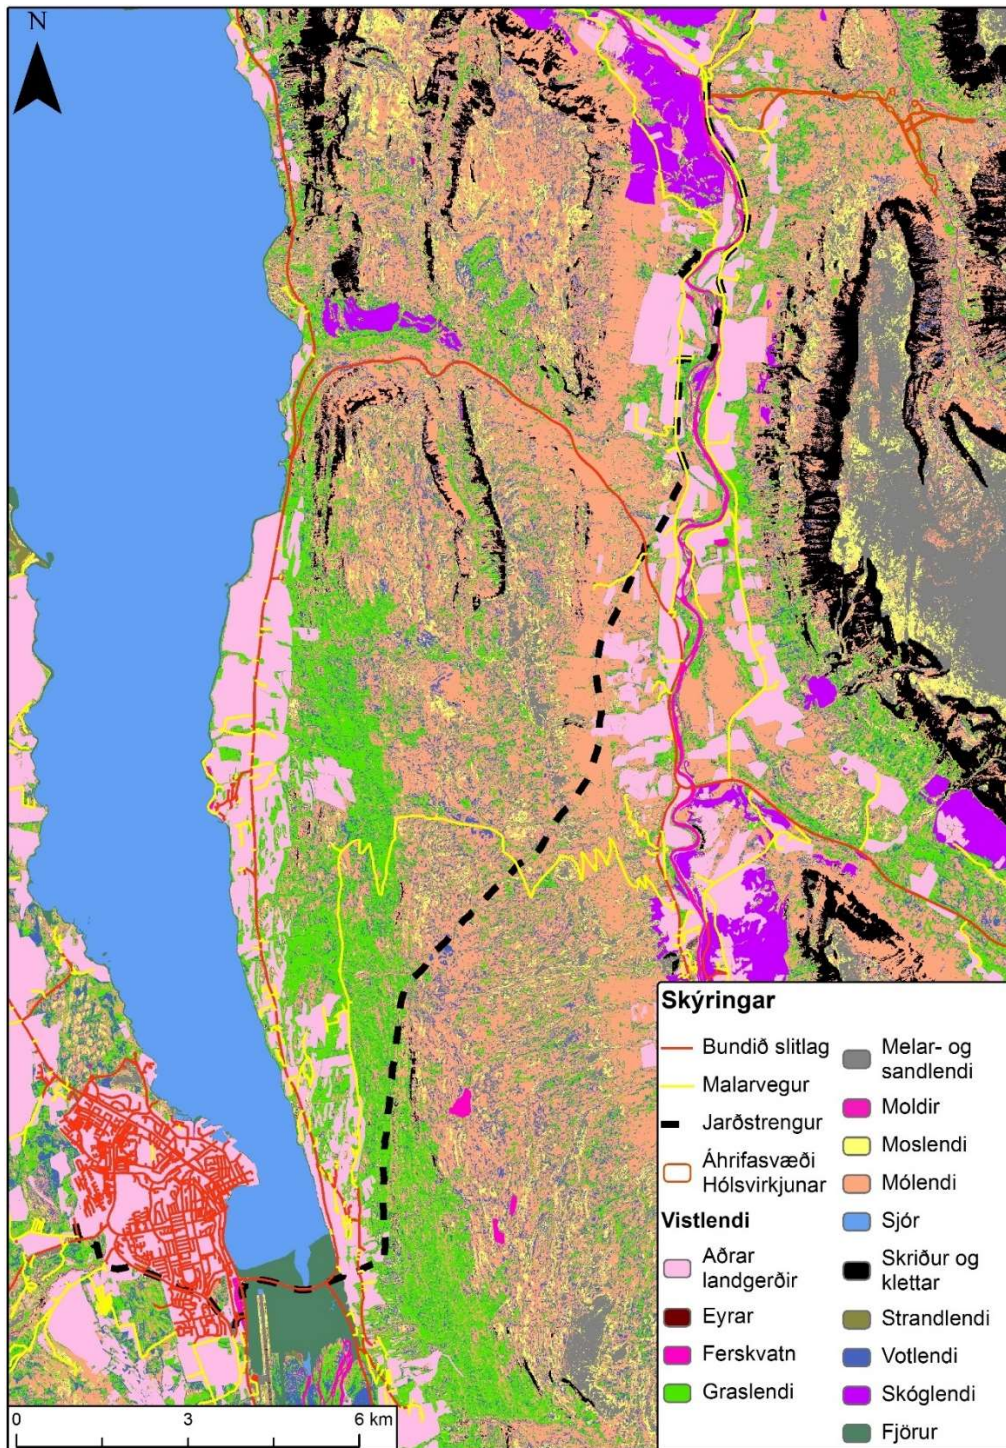 N
Skýringar
Bundið slitlag
Malarvegur
Jarðstrengur
Áhrifasvæði
Hólsvirkjunar
Vistlendi
Aðrar
landgerðir
Eyrar
Ferskvatn
Graslendi
Melar- og
sandlendi
Moldir
Moslendi
Mólendi
Sjór
Skriður og
klettar
Strandlendi
Votlendi
Skóglendi
Fjörur
0 3 6 km